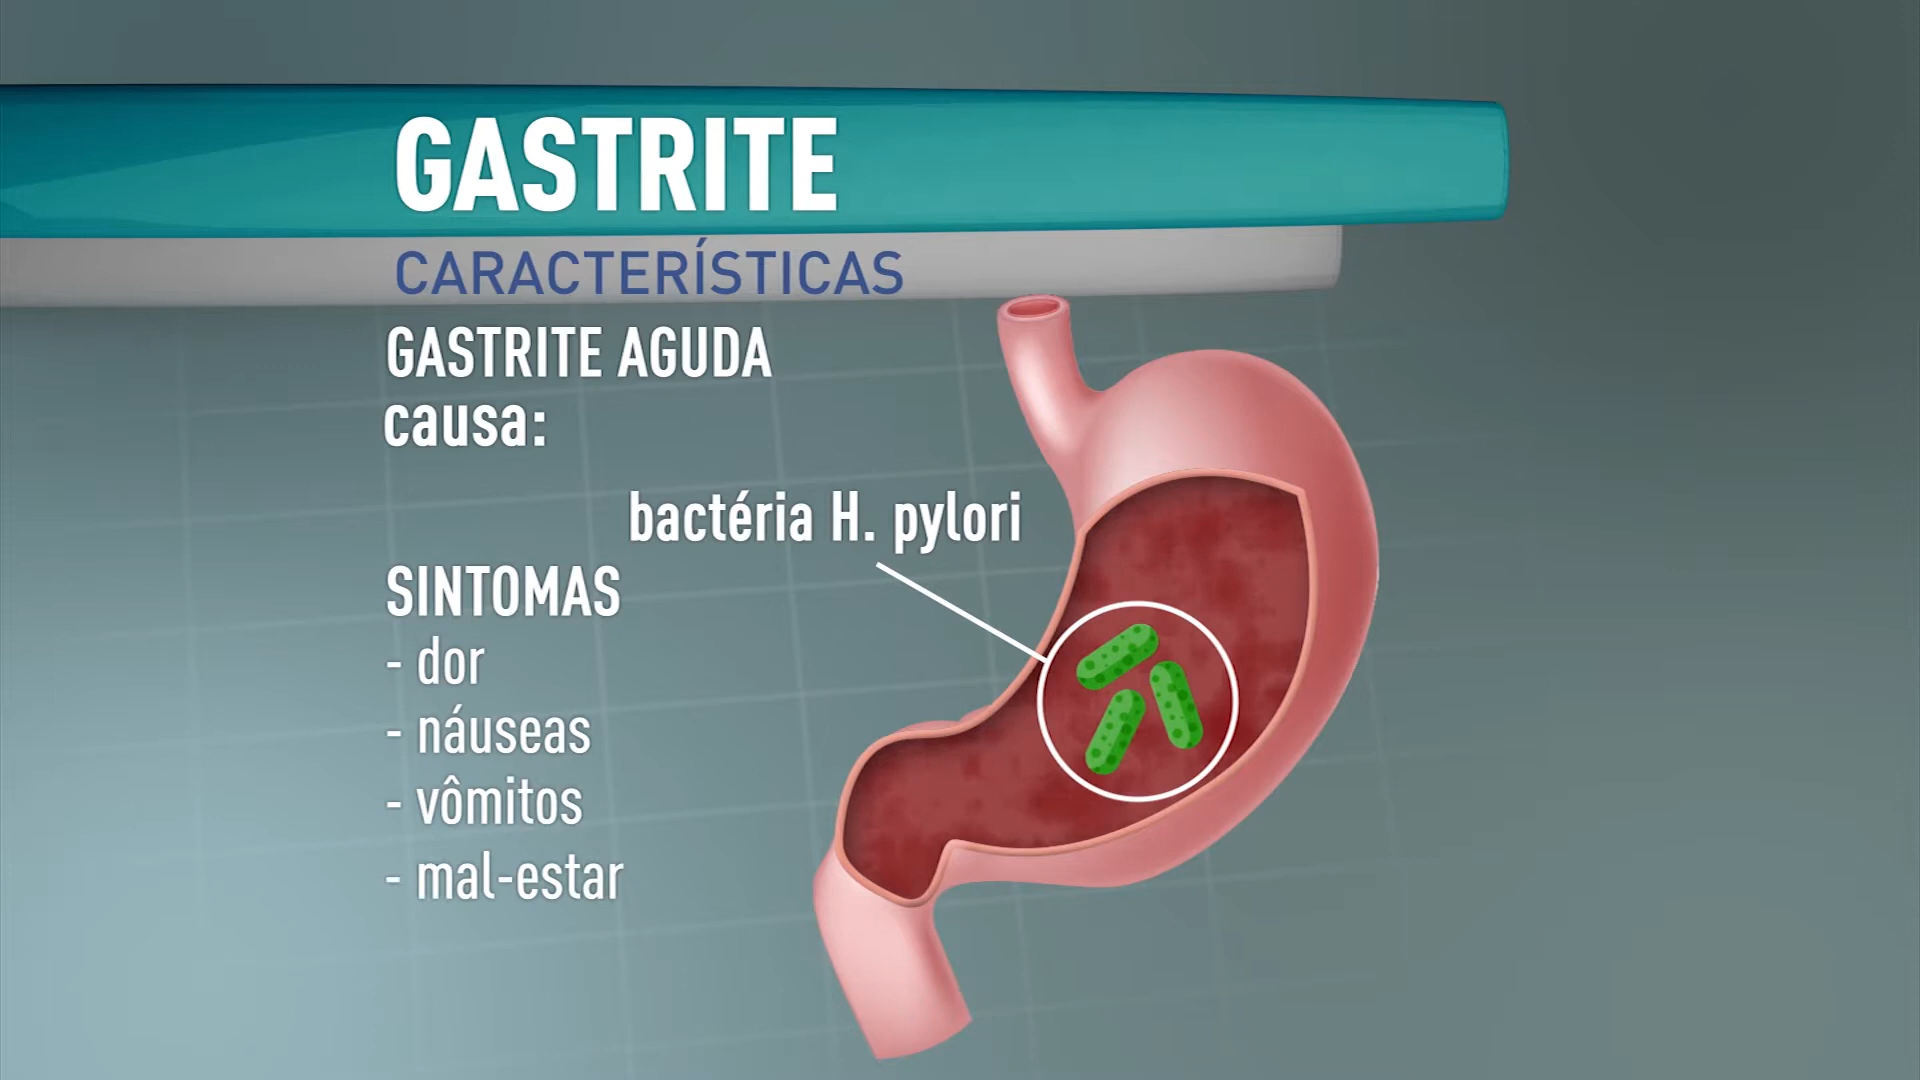 GASTRITE
CARACTERÍSTICAS
GASTRITE AGUDA
causa:
bactéria H. pylori
SINTOMAS
- dor
- náuseas
- vômitos
- mal-estar